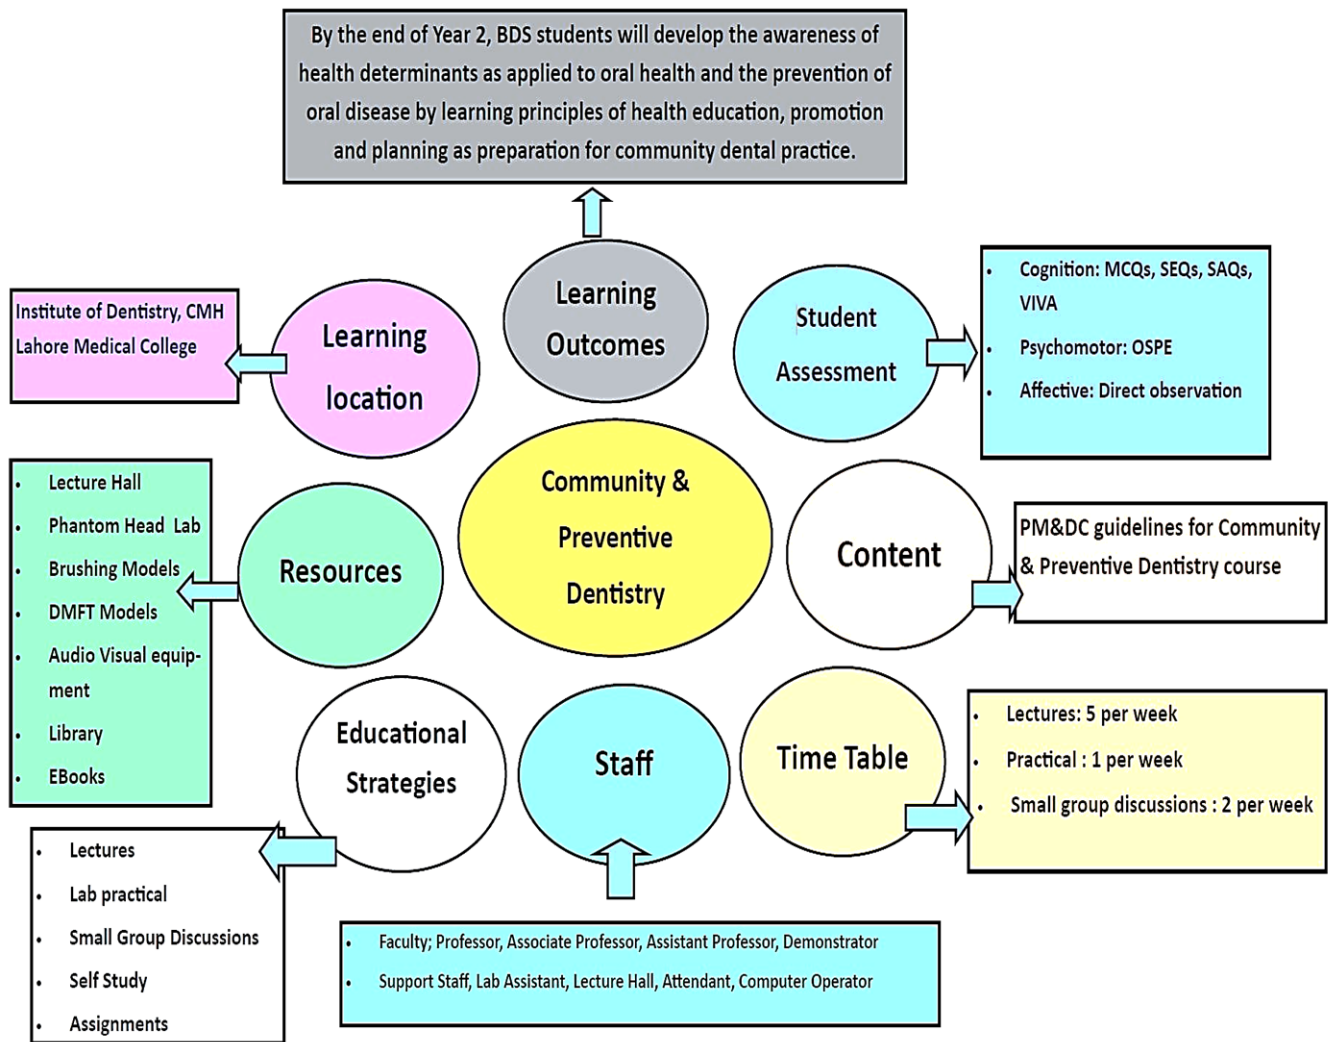 By the end of Year 2, BDS students will develop the awareness of
health determinants as applied to oral health and the prevention of
oral disease by learning principles of health education, promotion
and planning as preparation for community dental practice.
Learning
Outcomes
Institute of Dentistry, CMH
Lahore Medical College
Learning
location
Student
Assessment
• Cognition: MCQs, SEQs, SAQs,
VIVA
• Psychomotor: OSPE
• Affective: Direct observation
• Lecture Hall
• Phantom Head Lab
• Brushing Models
• DMFT Models
• Audio Visual equip-
ment
• Library
• EBooks
Resources
Community &
Preventive
Dentistry
Content
PM&DC guidelines for Community
& Preventive Dentistry course
Educational
Strategies
Staff
Time Table
• Lectures: 5 per week
• Practical : 1 per week
• Small group discussions : 2 per week
• Lectures
• Lab practical
• Small Group Discussions
• Self Study
• Assignments
• Faculty; Professor, Associate Professor, Assistant Professor, Demonstrator
• Support Staff, Lab Assistant, Lecture Hall, Attendant, Computer Operator